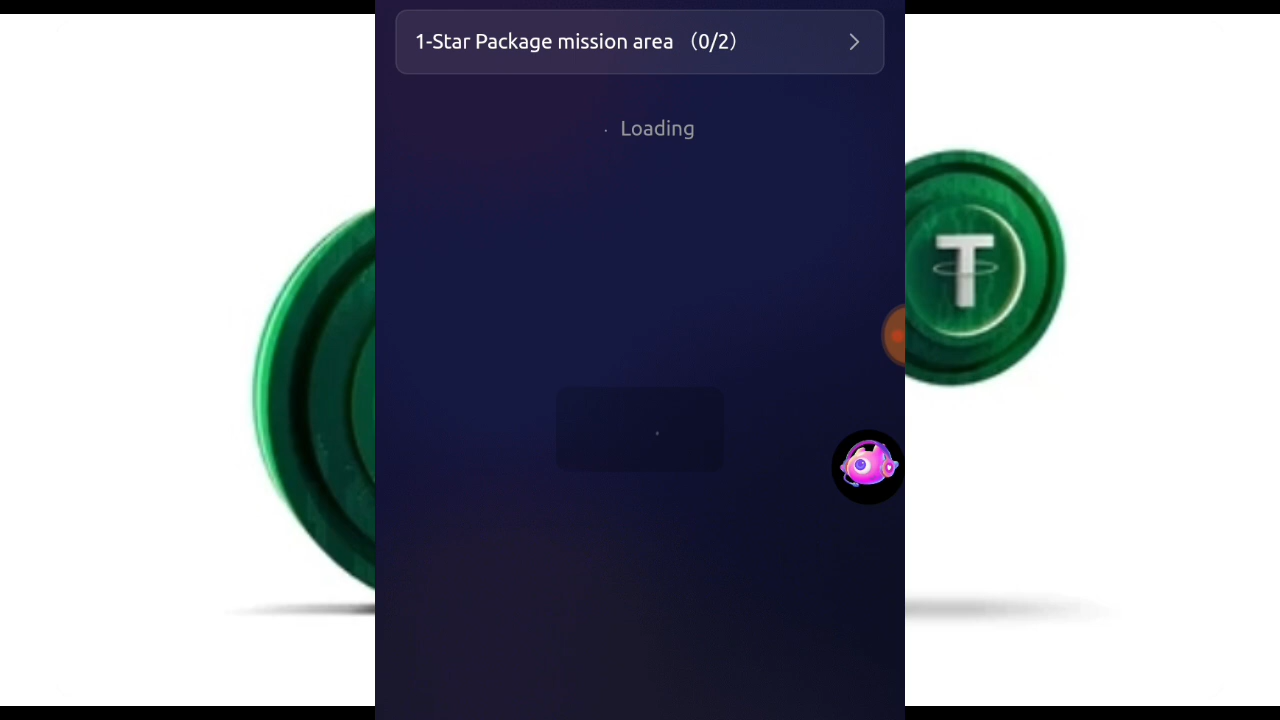 1-Star Package mission area （0/2）
Loading
T